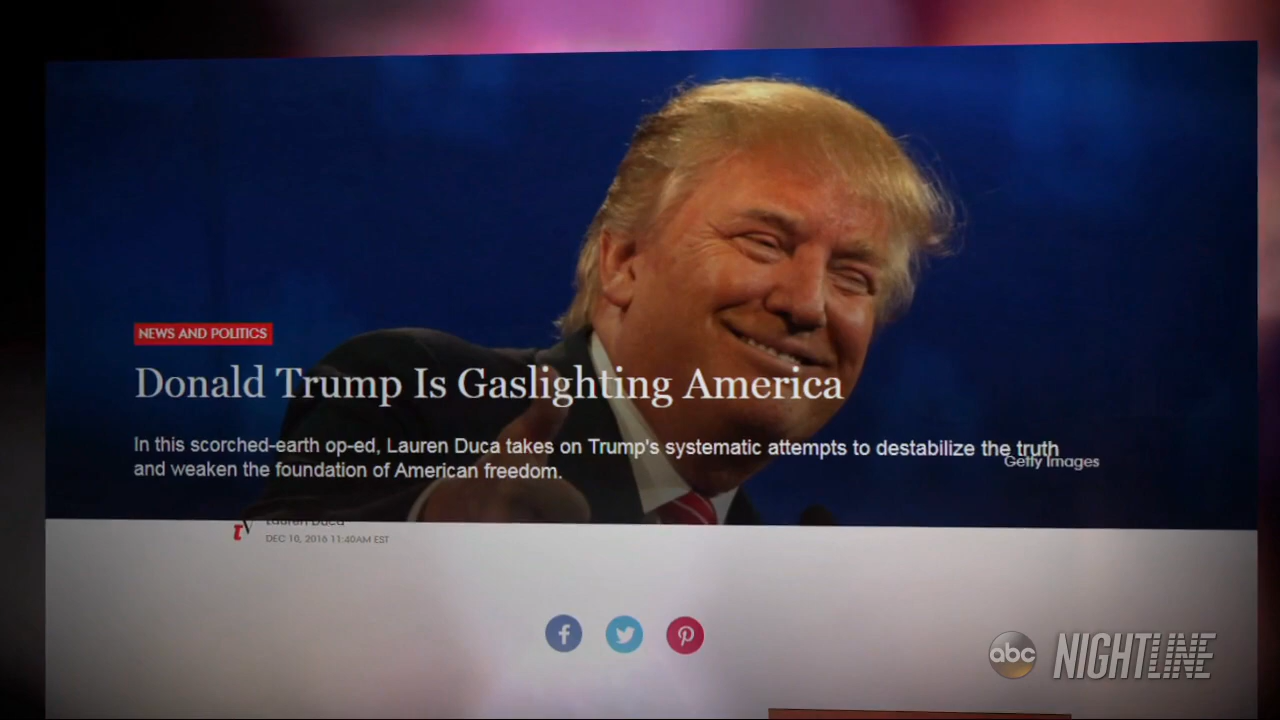 NEWS AND POLITICS
Donald Trump Is Gaslighting America
In this scorched-earth op-ed, Lauren Duca takes on Trump's systematic attempts to destabilize the truth
and weaken the foundation of American freedom.
Getty Images
Lauren Duca
DEC 10, 2016 11:40AM EST
abc NIGHTLINE